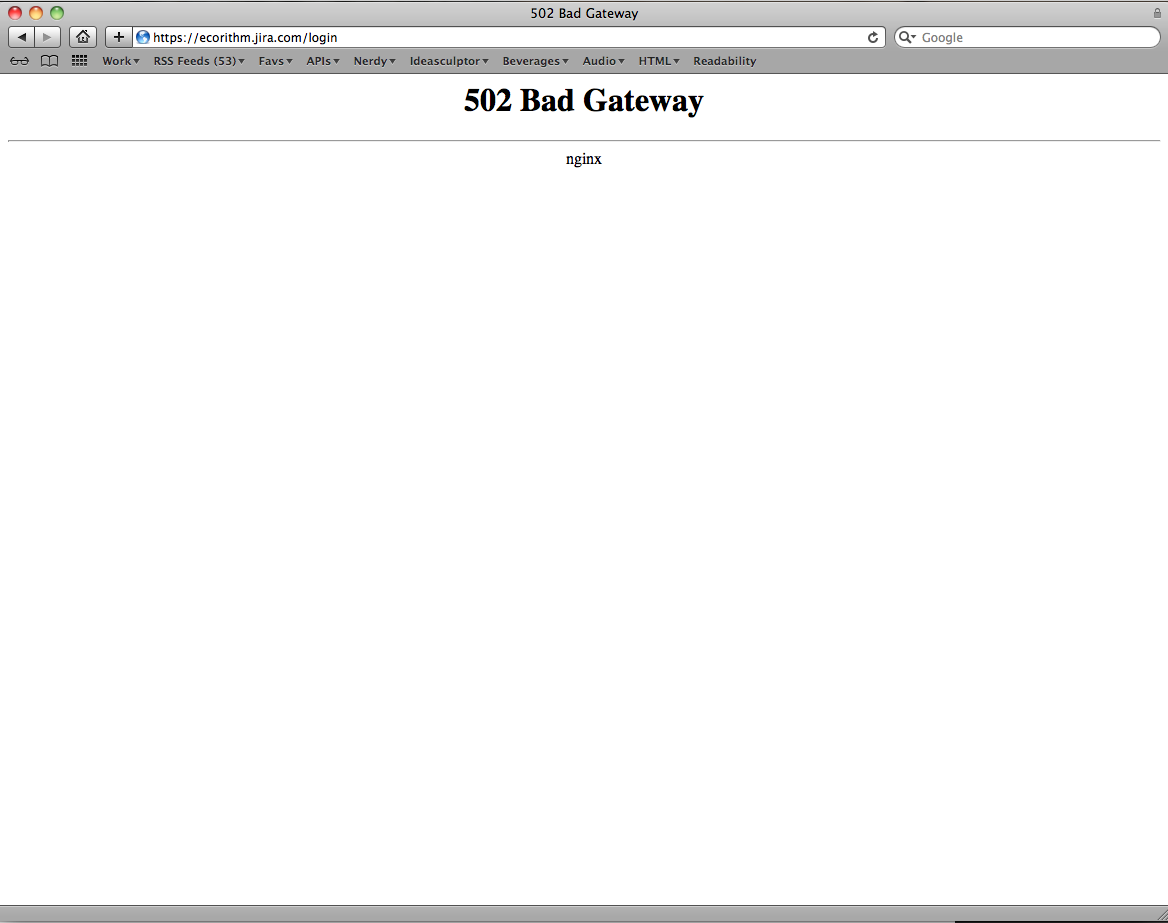 502 Bad Gateway
https://ecorithm.jira.com/login
Google
Work RSS Feeds (53) Favs APIs Nerdy Ideasculptor Beverages Audio HTML Readability
502 Bad Gateway
nginx